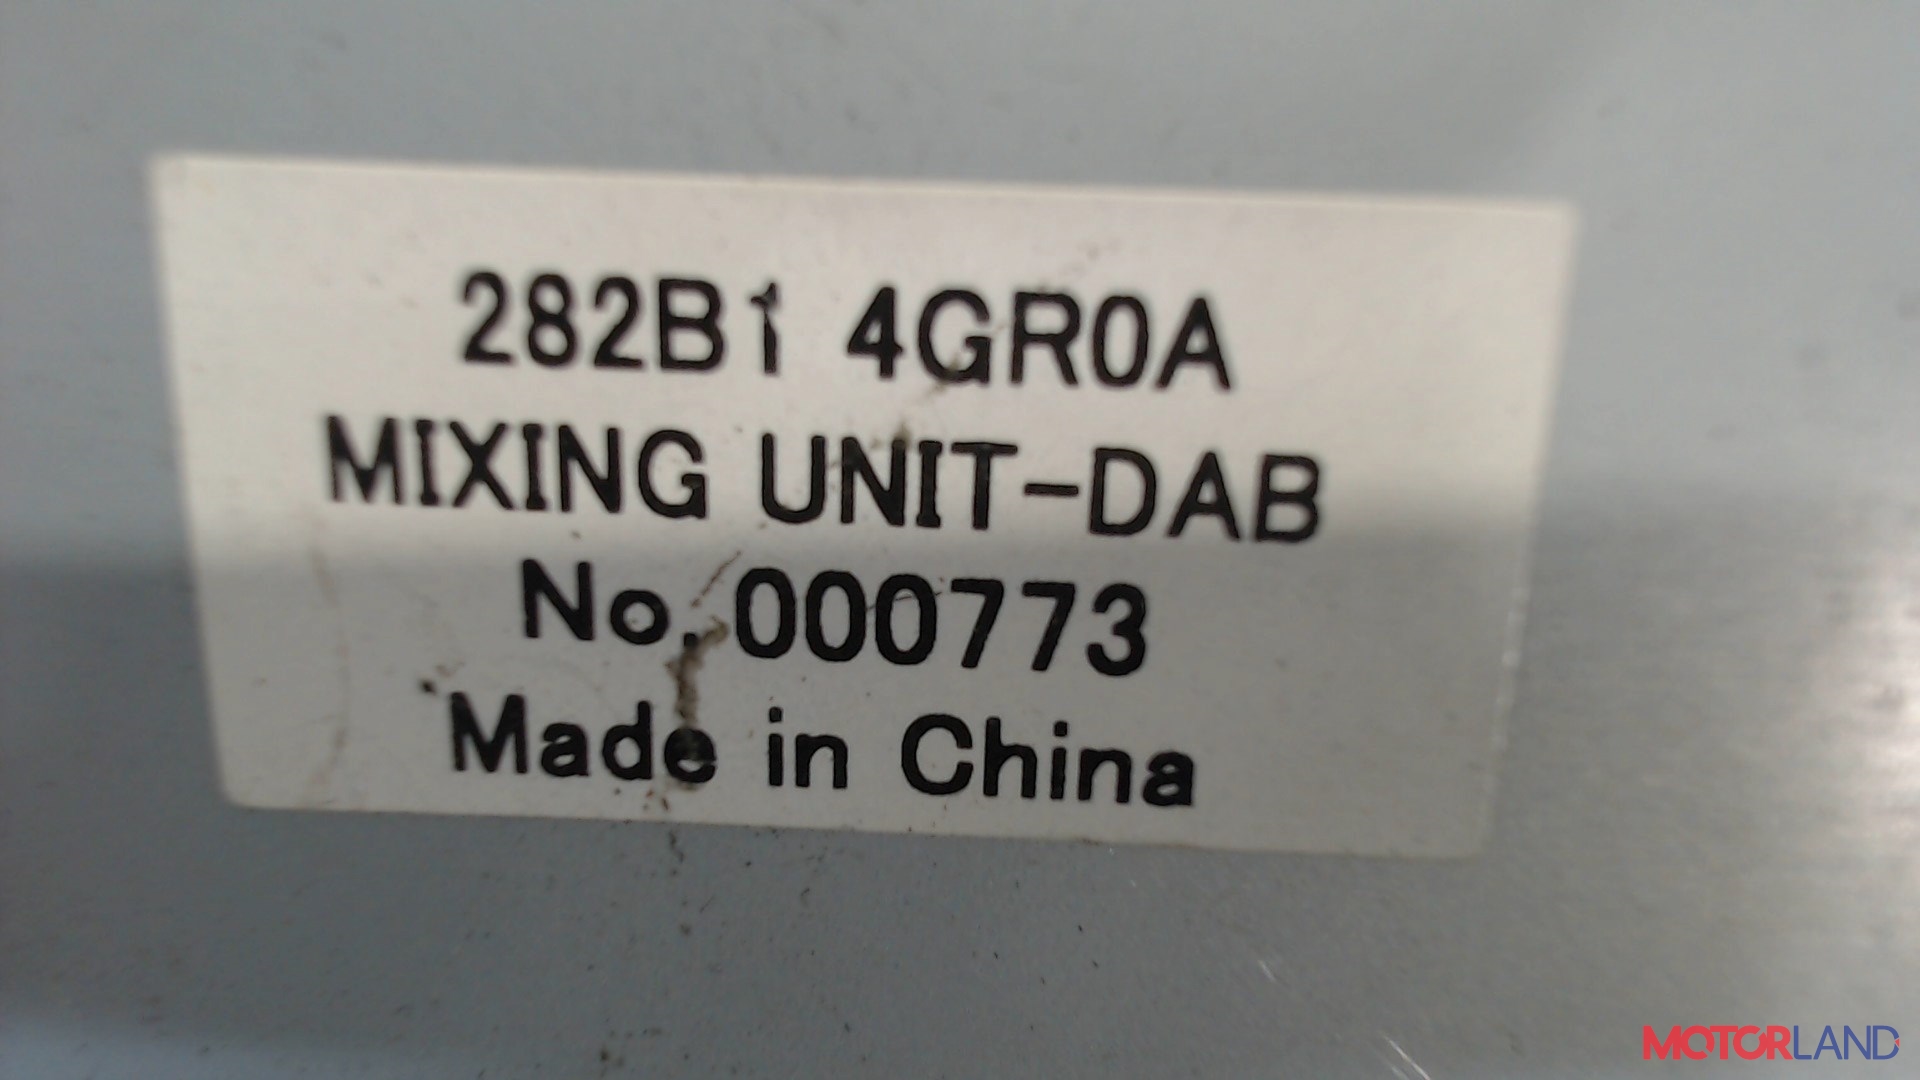 282B1 4GR0A
MIXING UNIT-DAB
No. 000773
Made in China
MOTORLAND